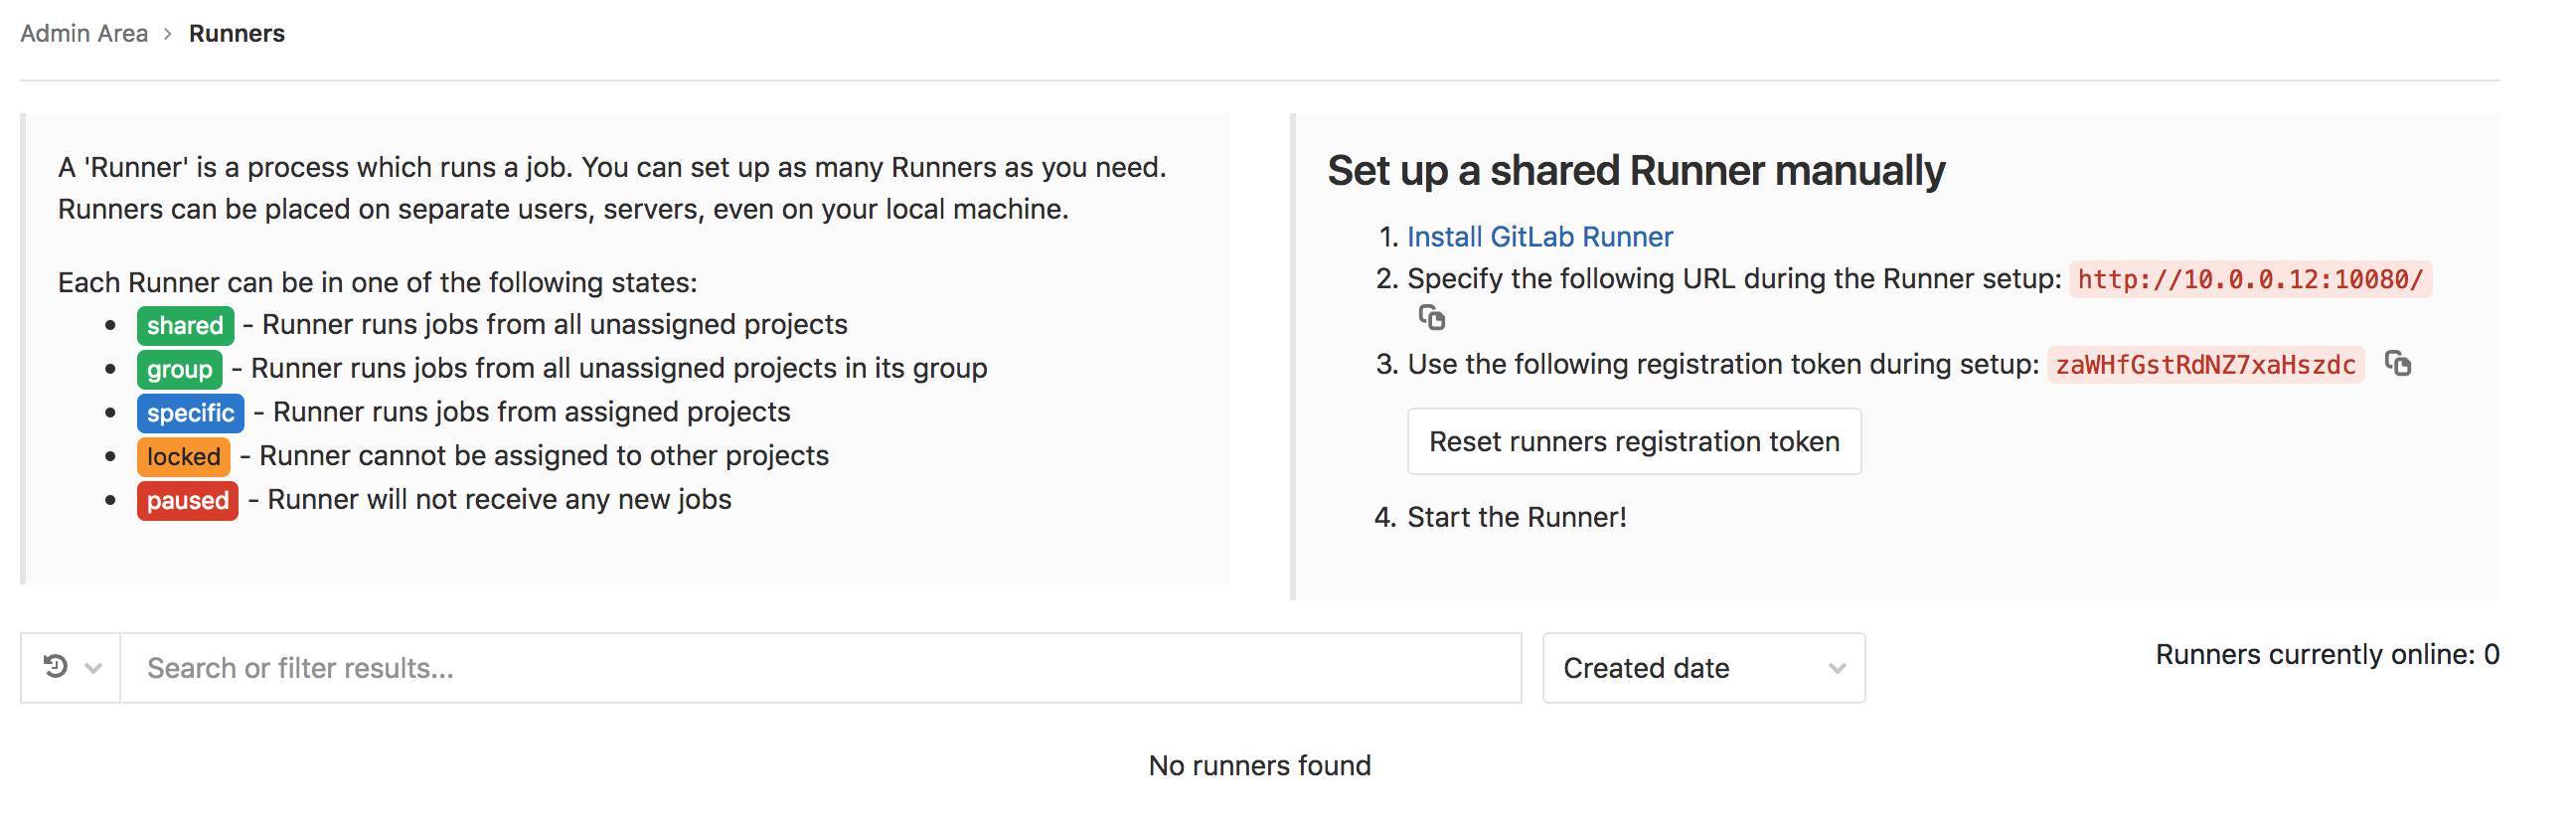 Admin Area › Runners
A 'Runner' is a process which runs a job. You can set up as many Runners as you need.
Runners can be placed on separate users, servers, even on your local machine.
Each Runner can be in one of the following states:
• shared - Runner runs jobs from all unassigned projects
• group - Runner runs jobs from all unassigned projects in its group
• specific - Runner runs jobs from assigned projects
• locked - Runner cannot be assigned to other projects
• paused - Runner will not receive any new jobs
Set up a shared Runner manually
1. Install GitLab Runner
2. Specify the following URL during the Runner setup: http://10.0.0.12:10080/
3. Use the following registration token during setup: zaWHfGstRdNZ7xaHszdc
Reset runners registration token
4. Start the Runner!
Search or filter results...
Created date
Runners currently online: 0
No runners found